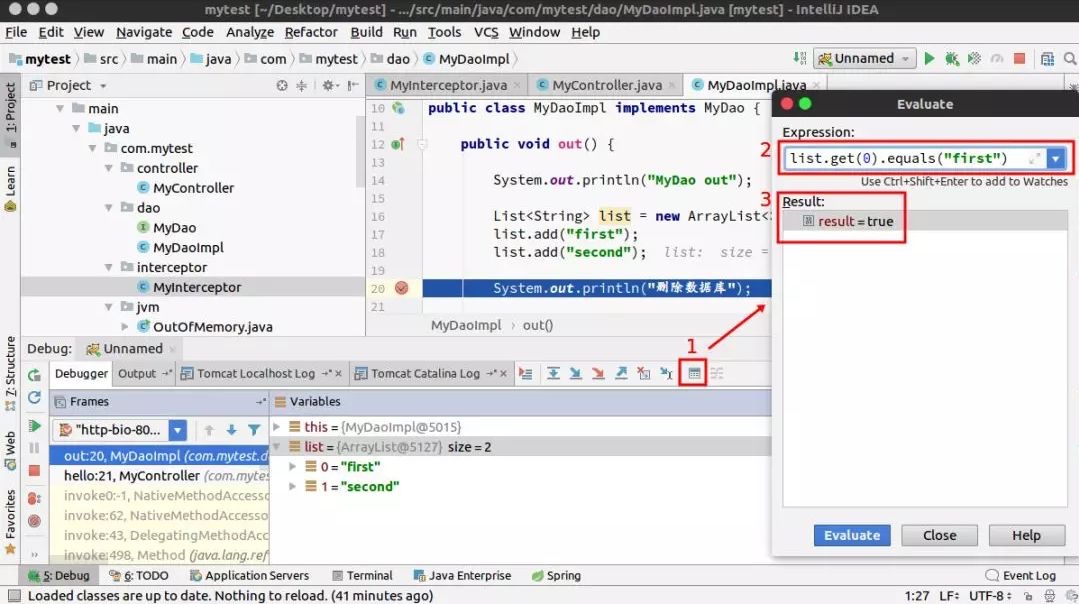 mytest [~/Desktop/mytest] - .../src/main/java/com/mytest/dao/MyDaoImpl.java [mytest] - IntelliJ IDEA
File Edit View Navigate Code Analyze Refactor Build Run Tools VCS Window Help
mytest src main java com mytest dao MyDaoImpl Unnamed
1: Project
Learn
Z: Structure
Web
Favorites
Project
main
java
com.mytest
controller
MyController
dao
MyDao
MyDaoImpl
interceptor
MyInterceptor
jvm
OutOfMemory.java
MyInterceptor.java MyController.java MyDaoImpl.java
10 public class MyDaoImpl implements MyDao {
11
12 public void out() {
13
14 System.out.println("MyDao out");
15
16 List<String> list = new ArrayList<
17 list.add("first");
18 list.add("second"); list: size =
19
20 System.out.println("删除数据库");
21
MyDaoImpl › out()
Evaluate
Expression:
2 list.get(0).equals("first")
Use Ctrl+Shift+Enter to add to Watches
3 Result:
result = true
Evaluate Close Help
1
Debug: Unnamed
Debugger Output Tomcat Localhost Log Tomcat Catalina Log
Frames
"http-bio-80...
out:20, MyDaoImpl (com.mytest.d
hello:21, MyController (com.mytes
invoke0:-1, NativeMethodAccesso
invoke:62, NativeMethodAccesso
invoke:43, DelegatingMethodAcc
invoke:498, Method (java.lang.ref
Variables
this = {MyDaoImpl@5015}
list = {ArrayList@5127} size = 2
0 = "first"
1 = "second"
5: Debug 6: TODO Application Servers Terminal Java Enterprise Spring Event Log
Loaded classes are up to date. Nothing to reload. (41 minutes ago) 1:27 LF÷ UTF-8÷